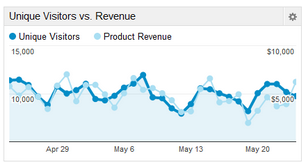 Unique Visitors vs. Revenue
Unique Visitors Product Revenue
15,000 $10,000
10,000 $5,000
Apr 29 May 6 May 13 May 20